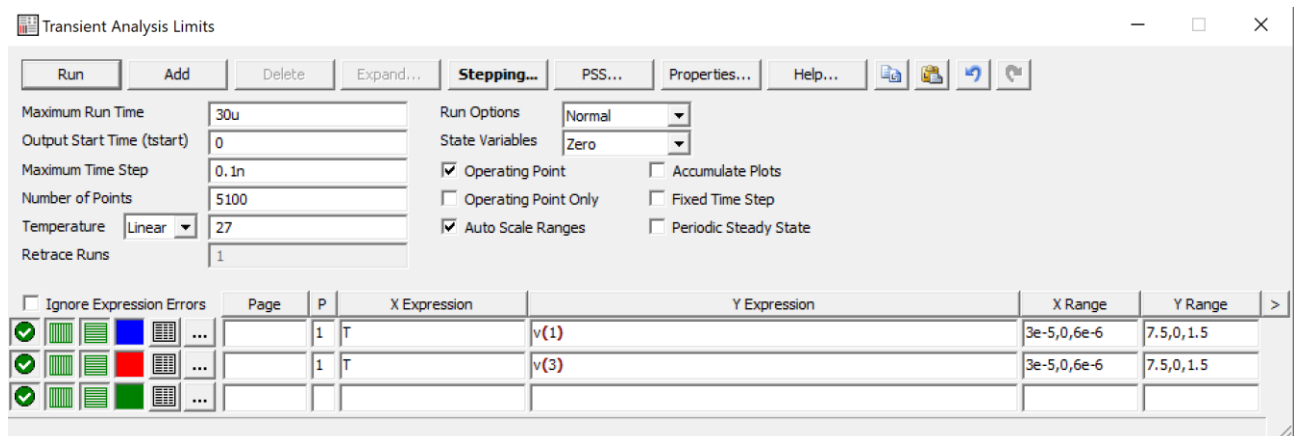 Transient Analysis Limits
Run Add Delete Expand... Stepping... PSS... Properties... Help...
Maximum Run Time 30u Run Options Normal
Output Start Time (tstart) 0 State Variables Zero
Maximum Time Step 0.1n Operating Point Accumulate Plots
Number of Points 5100 Operating Point Only Fixed Time Step
Temperature Linear 27 Auto Scale Ranges Periodic Steady State
Retrace Runs 1
Ignore Expression Errors Page P X Expression Y Expression X Range Y Range >
... 1 T v(1) 3e-5,0,6e-6 7.5,0,1.5
... 1 T v(3) 3e-5,0,6e-6 7.5,0,1.5
...